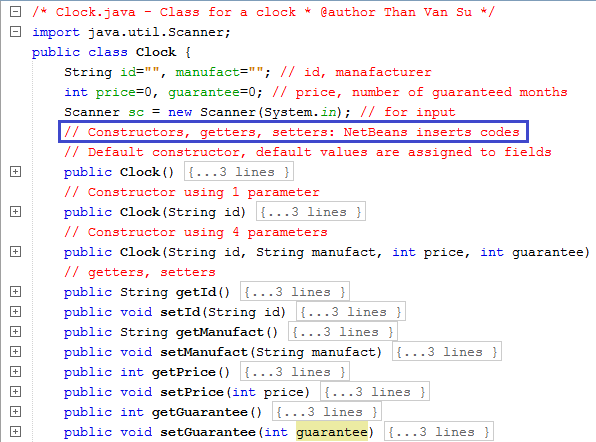 /* Clock.java - Class for a clock * @author Than Van Su */
import java.util.Scanner;
public class Clock {
String id="", manufact=""; // id, manafacturer
int price=0, guarantee=0; // price, number of guaranteed months
Scanner sc = new Scanner(System.in); // for input
// Constructors, getters, setters: NetBeans inserts codes
// Default constructor, default values are assigned to fields
public Clock() {...3 lines }
// Constructor using 1 parameter
public Clock(String id) {...3 lines }
// Constructor using 4 parameters
public Clock(String id, String manufact, int price, int guarantee)
// getters, setters
public String getId() {...3 lines }
public void setId(String id) {...3 lines }
public String getManufact() {...3 lines }
public void setManufact(String manufact) {...3 lines }
public int getPrice() {...3 lines }
public void setPrice(int price) {...3 lines }
public int getGuarantee() {...3 lines }
public void setGuarantee(int guarantee) {...3 lines }